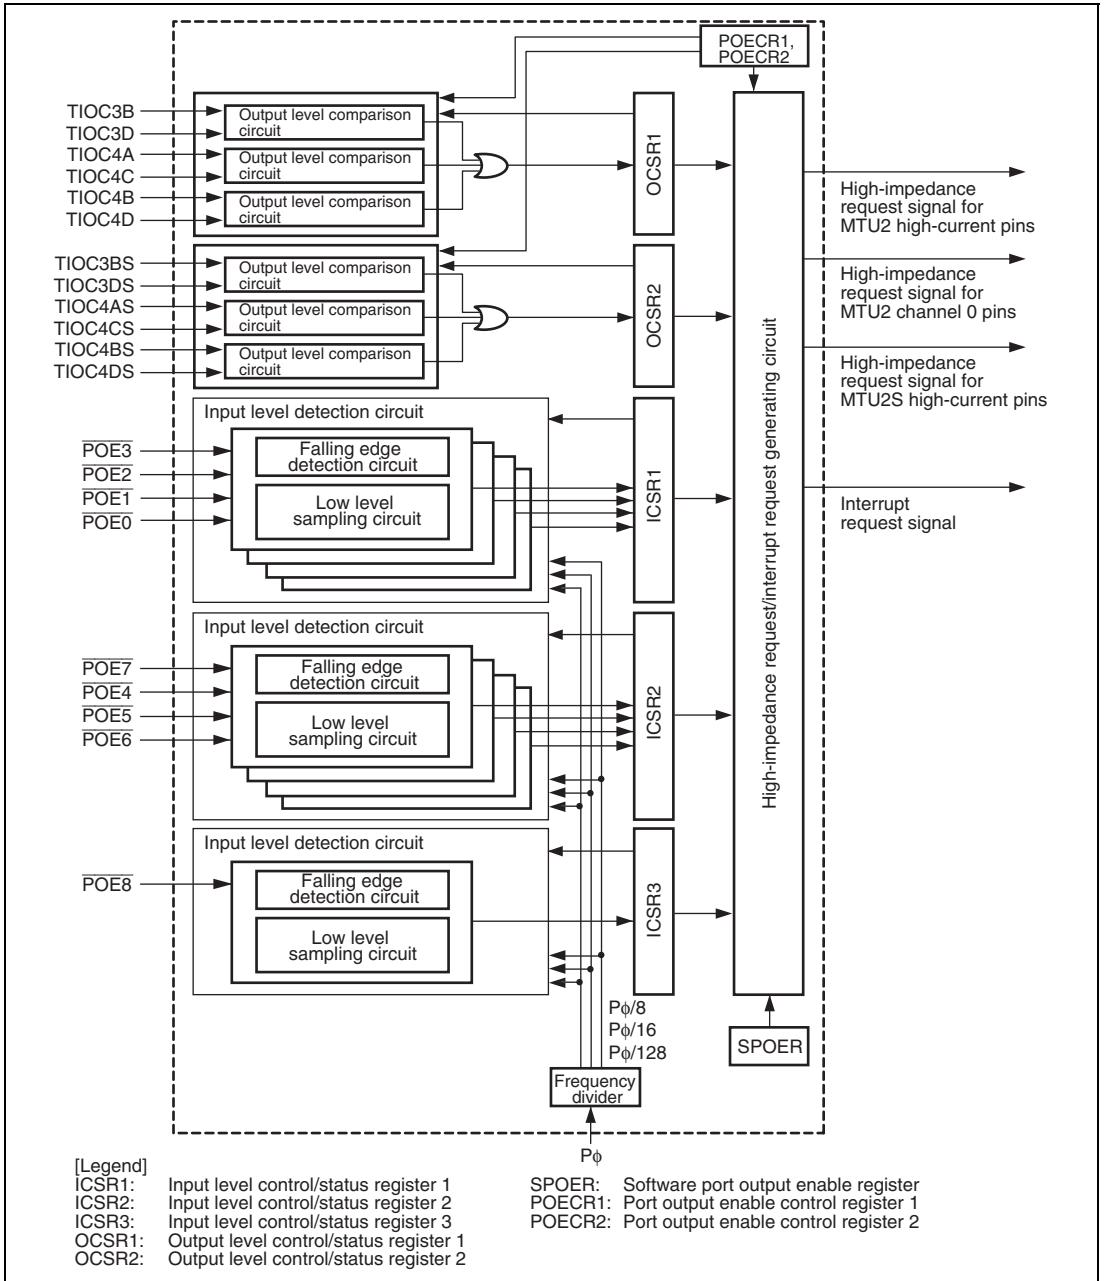 POECR1,
POECR2
TIOC3B
TIOC3D
TIOC4A
TIOC4C
TIOC4B
TIOC4D
Output level comparison
circuit
Output level comparison
circuit
Output level comparison
circuit
OCSR1
TIOC3BS
TIOC3DS
TIOC4AS
TIOC4CS
TIOC4BS
TIOC4DS
Output level comparison
circuit
Output level comparison
circuit
Output level comparison
circuit
OCSR2
Input level detection circuit
POE3
POE2
POE1
POE0
Falling edge
detection circuit
Low level
sampling circuit
ICSR1
Input level detection circuit
POE7
POE4
POE5
POE6
Falling edge
detection circuit
Low level
sampling circuit
ICSR2
Input level detection circuit
POE8
Falling edge
detection circuit
Low level
sampling circuit
ICSR3
High-impedance request/interrupt request generating circuit
High-impedance
request signal for
MTU2 high-current pins
High-impedance
request signal for
MTU2 channel 0 pins
High-impedance
request signal for
MTU2S high-current pins
Interrupt
request signal
Pϕ/8
Pϕ/16
Pϕ/128
SPOER
Frequency
divider
Pϕ
[Legend]
ICSR1: Input level control/status register 1
ICSR2: Input level control/status register 2
ICSR3: Input level control/status register 3
OCSR1: Output level control/status register 1
OCSR2: Output level control/status register 2
SPOER: Software port output enable register
POECR1: Port output enable control register 1
POECR2: Port output enable control register 2